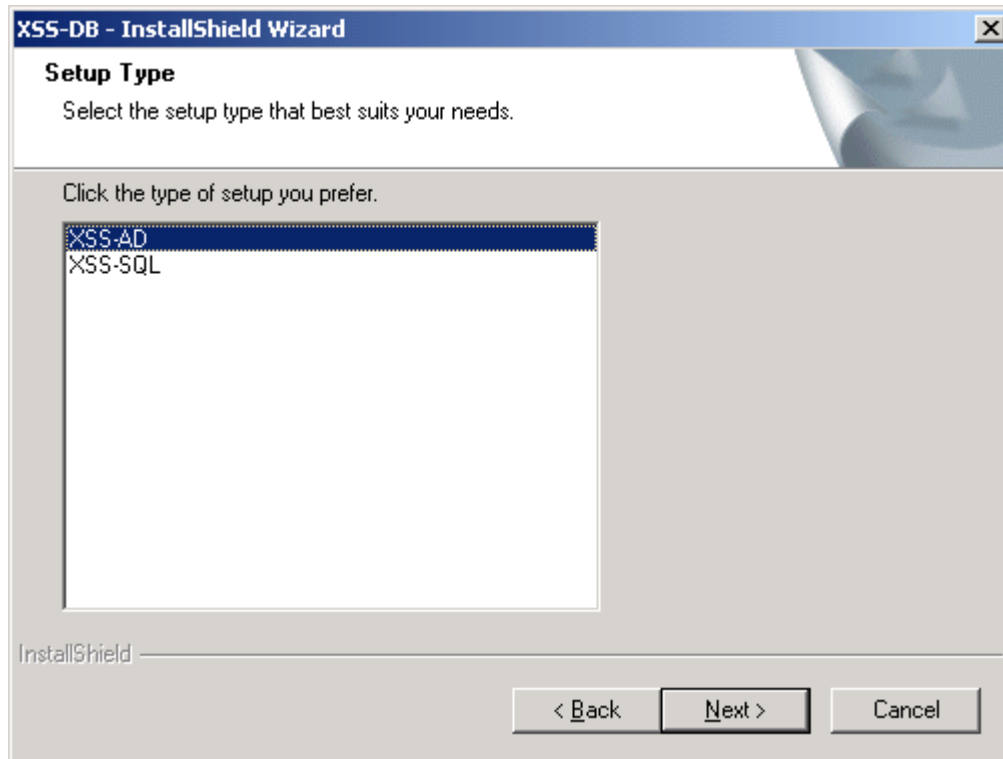 XSS-DB - InstallShield Wizard
Setup Type
Select the setup type that best suits your needs.
Click the type of setup you prefer.
XSS-AD
XSS-SQL
InstallShield
< Back Next > Cancel